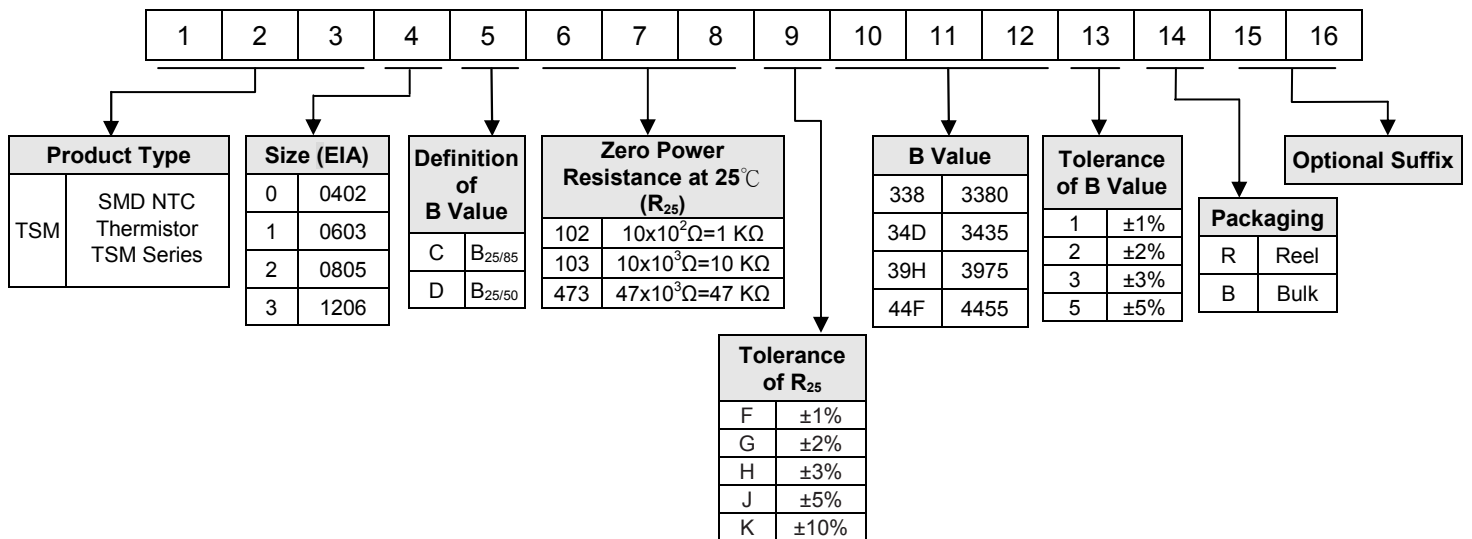 1 2 3 4 5 6 7 8 9 10 11 12 13 14 15 16
Product Type
TSM SMD NTC
Thermistor
TSM Series
Size (EIA)
0 0402
1 0603
2 0805
3 1206
Definition
of
B Value
C B25/85
D B25/50
Zero Power
Resistance at 25℃
(R25)
102 10x10²Ω=1 KΩ
103 10x10³Ω=10 KΩ
473 47x10³Ω=47 KΩ
Tolerance
of R25
F ±1%
G ±2%
H ±3%
J ±5%
K ±10%
B Value
338 3380
34D 3435
39H 3975
44F 4455
Tolerance
of B Value
1 ±1%
2 ±2%
3 ±3%
5 ±5%
Packaging
R Reel
B Bulk
Optional Suffix